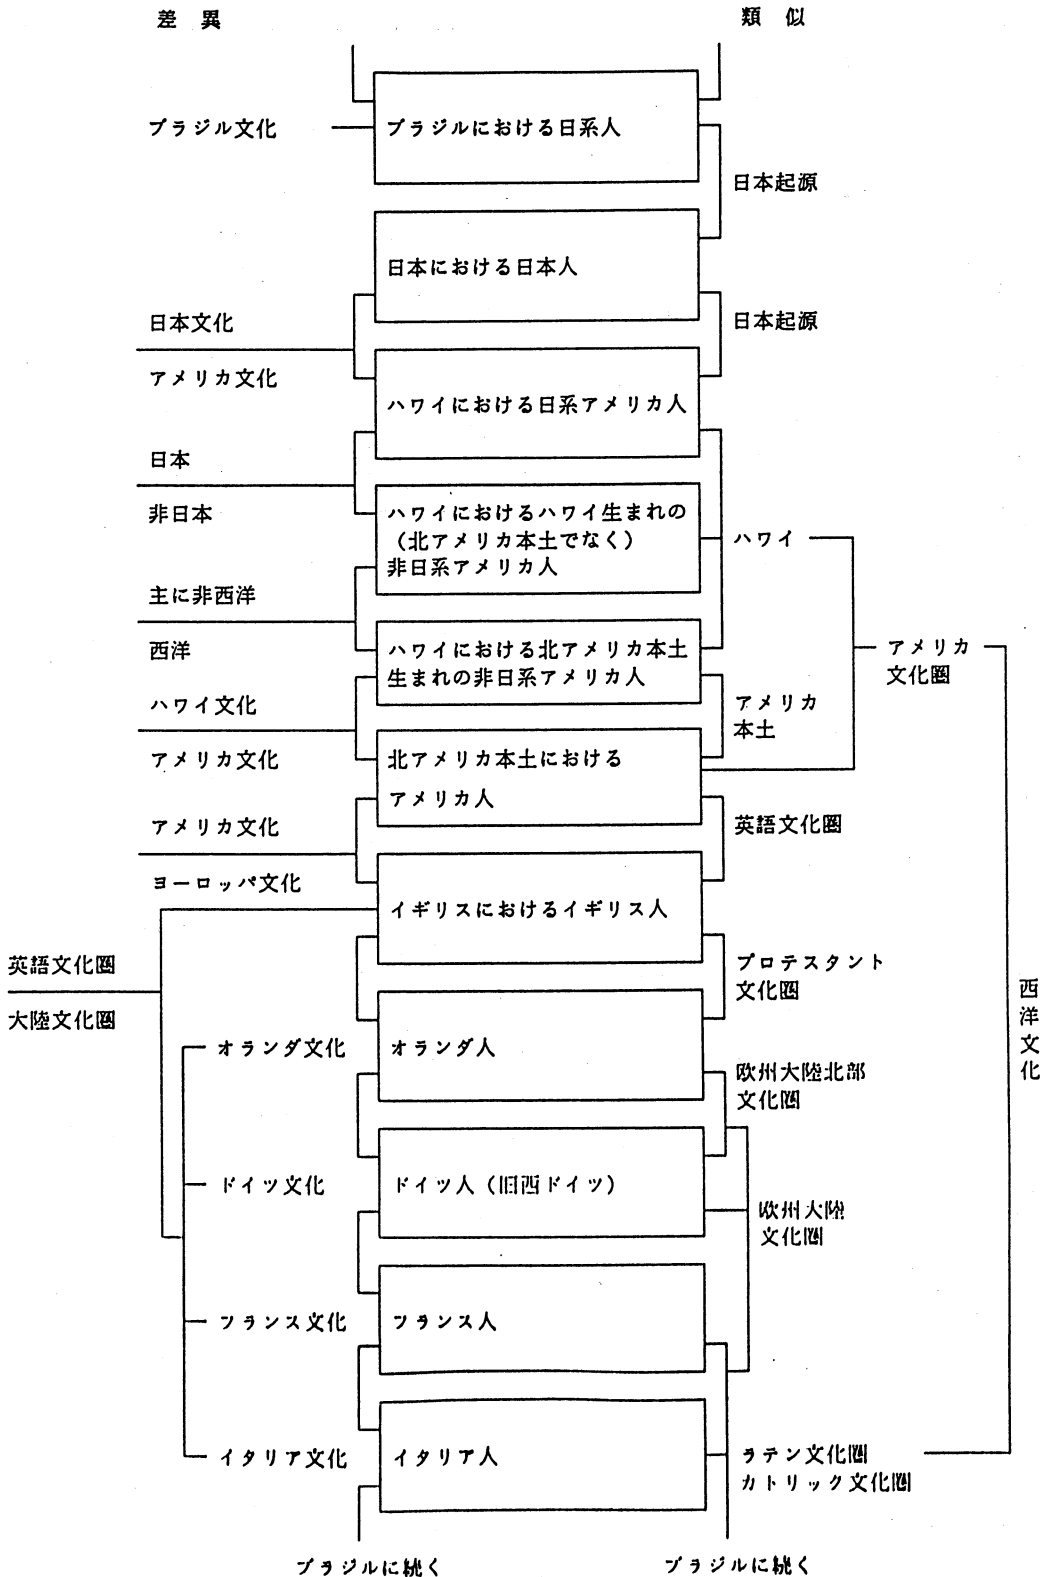 差異
類似
ブラジル文化
ブラジルにおける日系人
日本起源
日本における日本人
日本起源
日本文化
アメリカ文化
ハワイにおける日系アメリカ人
日本
非日本
ハワイにおけるハワイ生まれの
（北アメリカ本土でなく）
非日系アメリカ人
ハワイ
主に非西洋
西洋
ハワイにおける北アメリカ本土
生まれの非日系アメリカ人
アメリカ
文化圏
ハワイ文化
アメリカ文化
アメリカ
本土
北アメリカ本土における
アメリカ人
アメリカ文化
ヨーロッパ文化
英語文化圏
イギリスにおけるイギリス人
英語文化圏
大陸文化圏
プロテスタント
文化圏
西洋文化
オランダ文化
オランダ人
欧州大陸北部
文化圏
ドイツ文化
ドイツ人（旧西ドイツ）
欧州大陸
文化圏
フランス文化
フランス人
イタリア文化
イタリア人
ラテン文化圏
カトリック文化圏
ブラジルに続く
ブラジルに続く